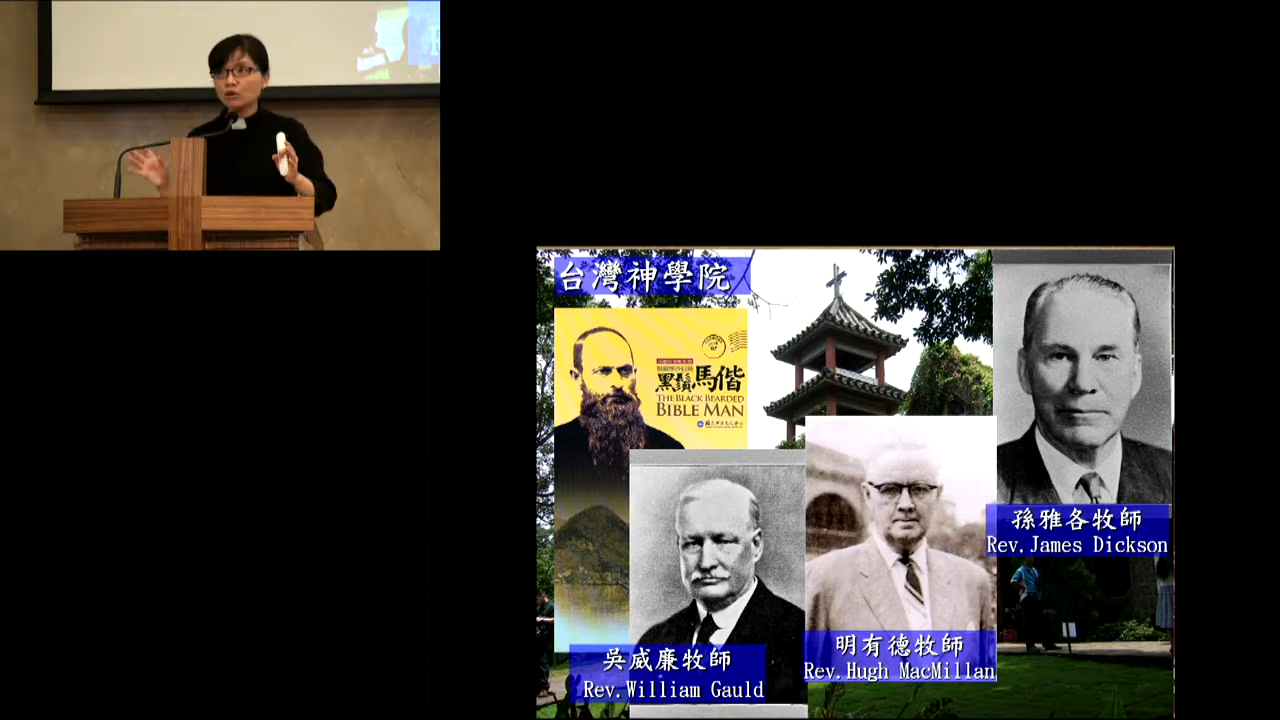 台灣神學院
黑鬚馬偕
THE BLACK BEARDED
BIBLE MAN
孫雅各牧師
Rev.James Dickson
明有德牧師
Rev.Hugh MacMillan
吳威廉牧師
Rev.William Gauld